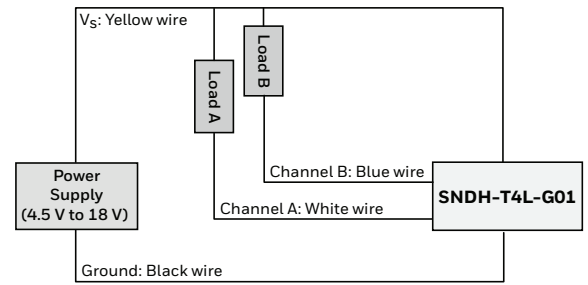 VS: Yellow wire
Load A
Load B
Channel B: Blue wire
Power
Supply
(4.5 V to 18 V)
SNDH-T4L-G01
Channel A: White wire
Ground: Black wire